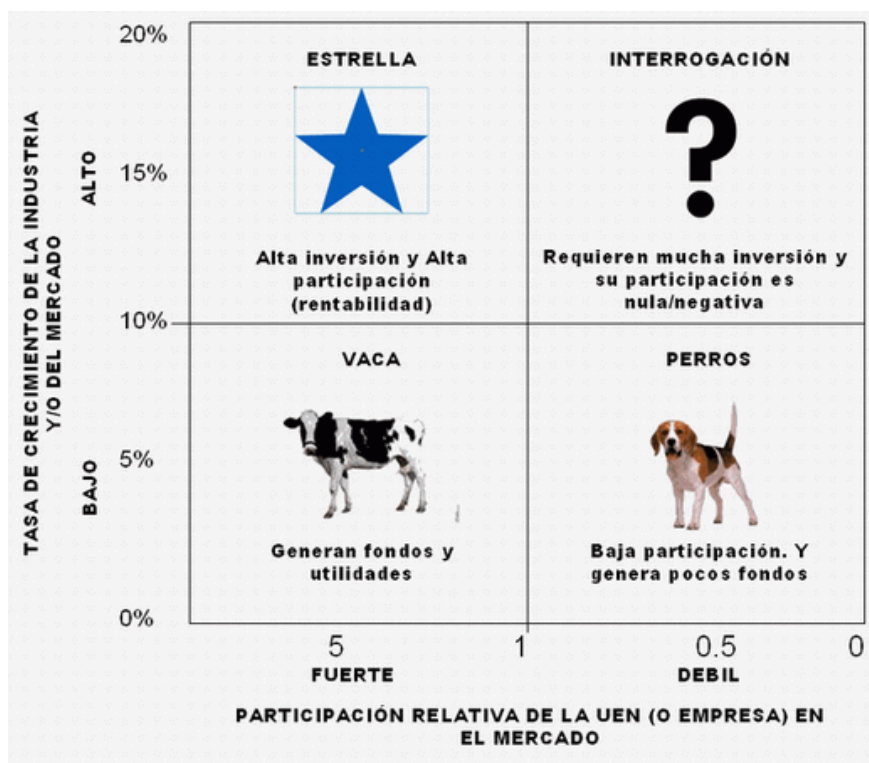 20%
ESTRELLA
INTERROGACIÓN
?
TASA DE CRECIMIENTO DE LA INDUSTRIA
Y/O DEL MERCADO
ALTO
15%
Alta inversión y Alta
participación
(rentabilidad)
Requieren mucha inversión y
su participación es
nula/negativa
10%
VACA
PERROS
BAJO
5%
Generan fondos y
utilidades
Baja participación. Y
genera pocos fondos
0%
5
1
0.5
0
FUERTE
DEBIL
PARTICIPACIÓN RELATIVA DE LA UEN (O EMPRESA) EN
EL MERCADO